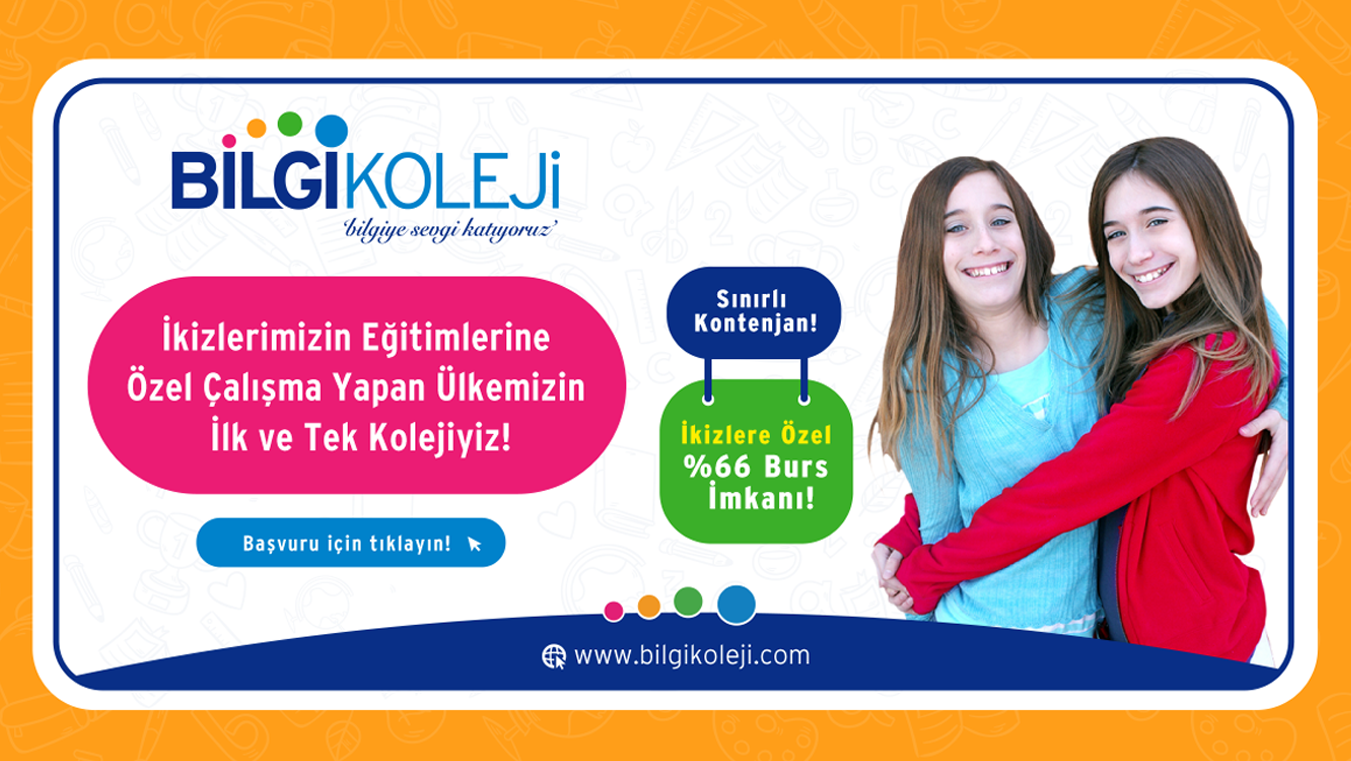 BİLGİKOLEJİ
'bilgiye sevgi katıyoruz'
İkizlerimizin Eğitimlerine
Özel Çalışma Yapan Ülkemizin
İlk ve Tek Kolejiyiz!
Başvuru için tıklayın!
Sınırlı
Kontenjan!
İkizlere Özel
%66 Burs
İmkanı!
www.bilgikoleji.com